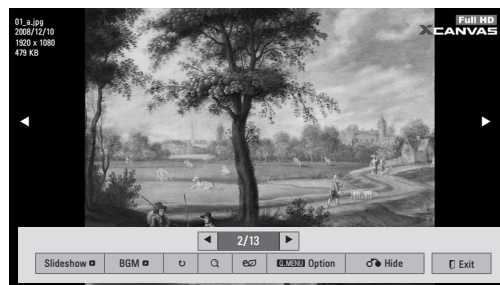 01_a.jpg
2008/12/10
1920 x 1080
479 KB
Full HD
XCANVAS
2/13
Slideshow
BGM
Q.MENU Option
Hide
Exit